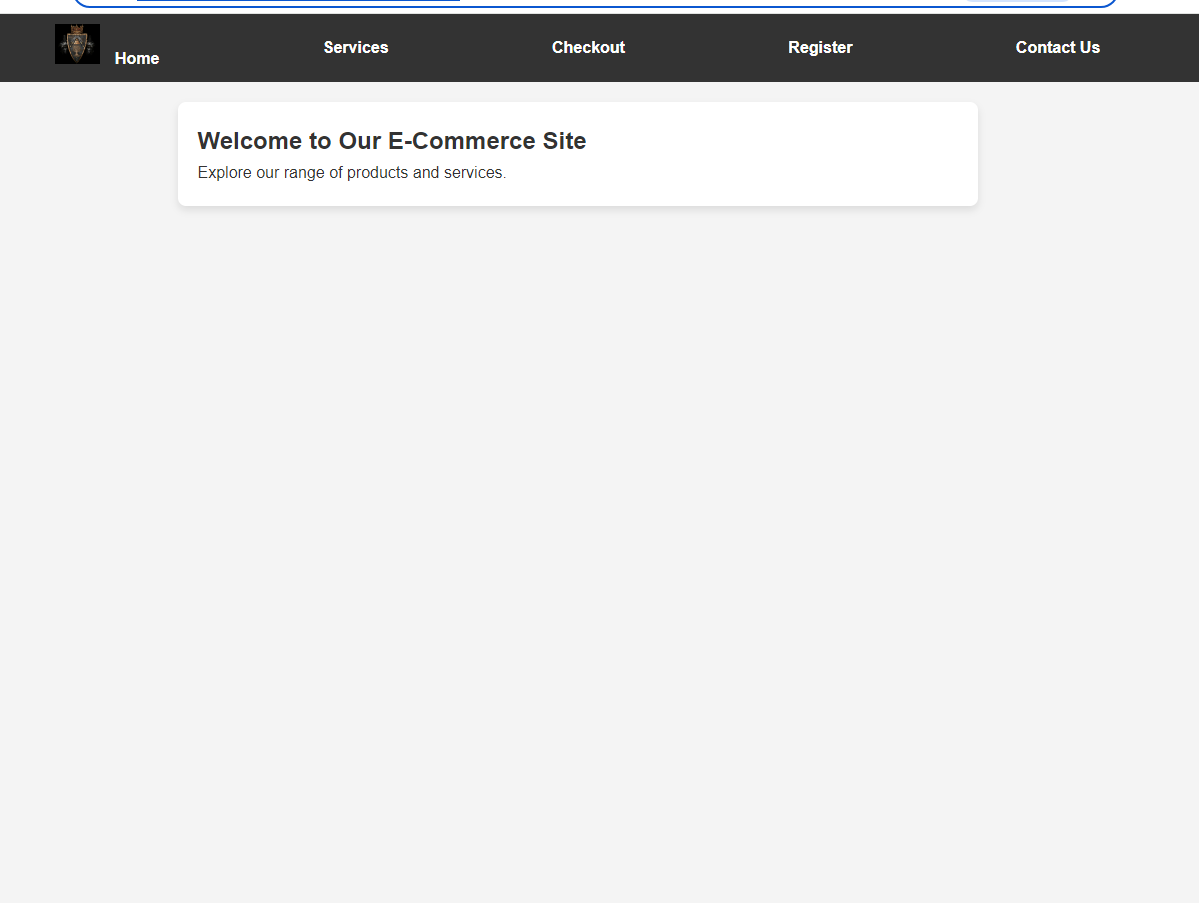 Home Services Checkout Register Contact Us
Welcome to Our E-Commerce Site
Explore our range of products and services.